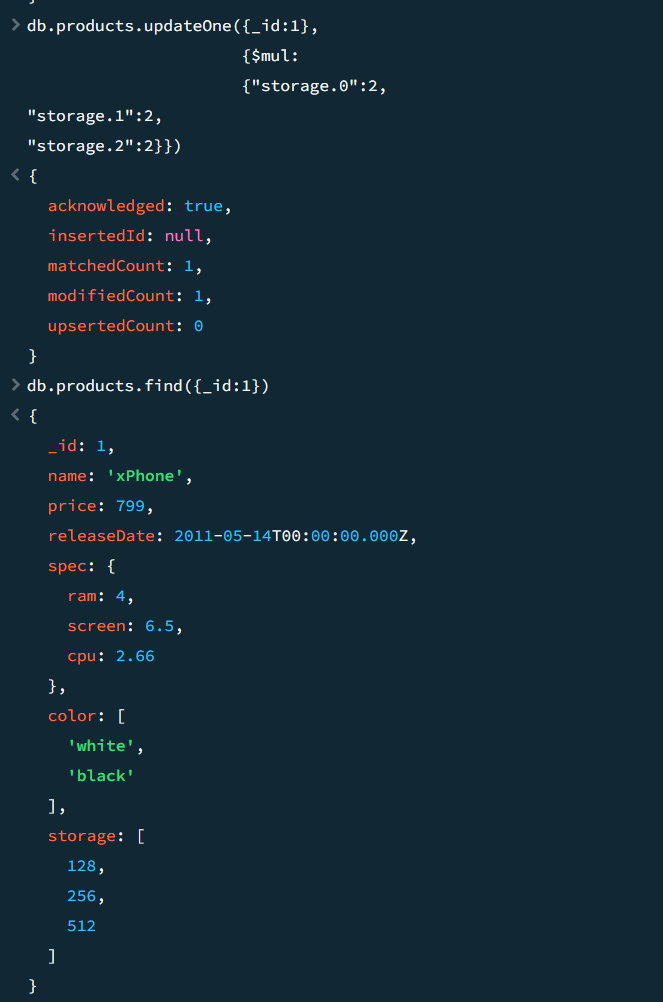 > db.products.updateOne({_id:1},
{$mul:
{"storage.0":2,
"storage.1":2,
"storage.2":2}})
< {
acknowledged: true,
insertedId: null,
matchedCount: 1,
modifiedCount: 1,
upsertedCount: 0
}
> db.products.find({_id:1})
< {
_id: 1,
name: 'xPhone',
price: 799,
releaseDate: 2011-05-14T00:00:00.000Z,
spec: {
ram: 4,
screen: 6.5,
cpu: 2.66
},
color: [
'white',
'black'
],
storage: [
128,
256,
512
]
}